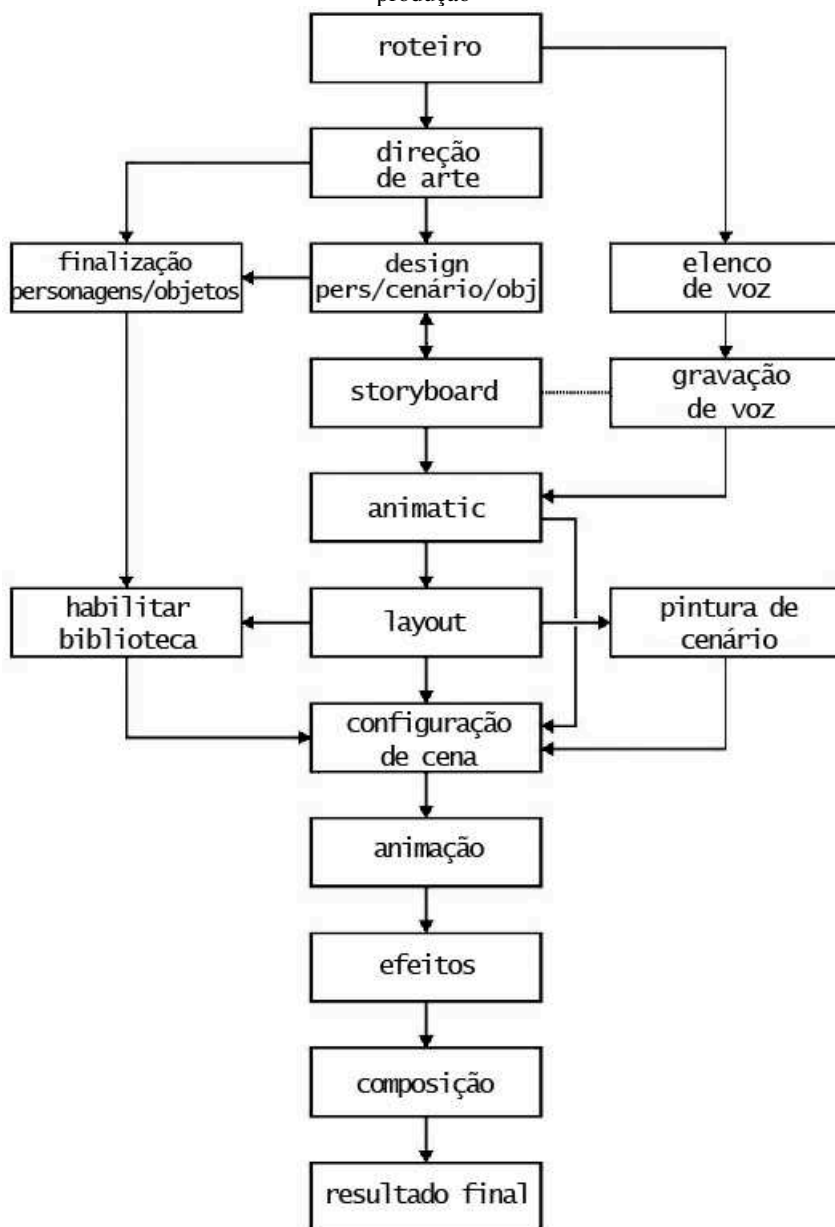 produção
roteiro
direção
de arte
finalização
personagens/objetos
design
pers/cenário/obj
elenco
de voz
storyboard
gravação
de voz
animatic
habilitar
biblioteca
layout
pintura de
cenário
configuração
de cena
animação
efeitos
composição
resultado final